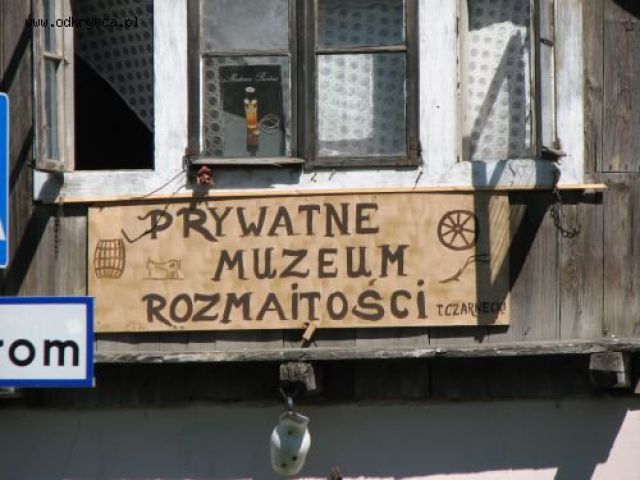 www.odkrywca.pl
PRYWATNE
MUZEUM
ROZMAITOŚCI T.CZARNECKI
rom